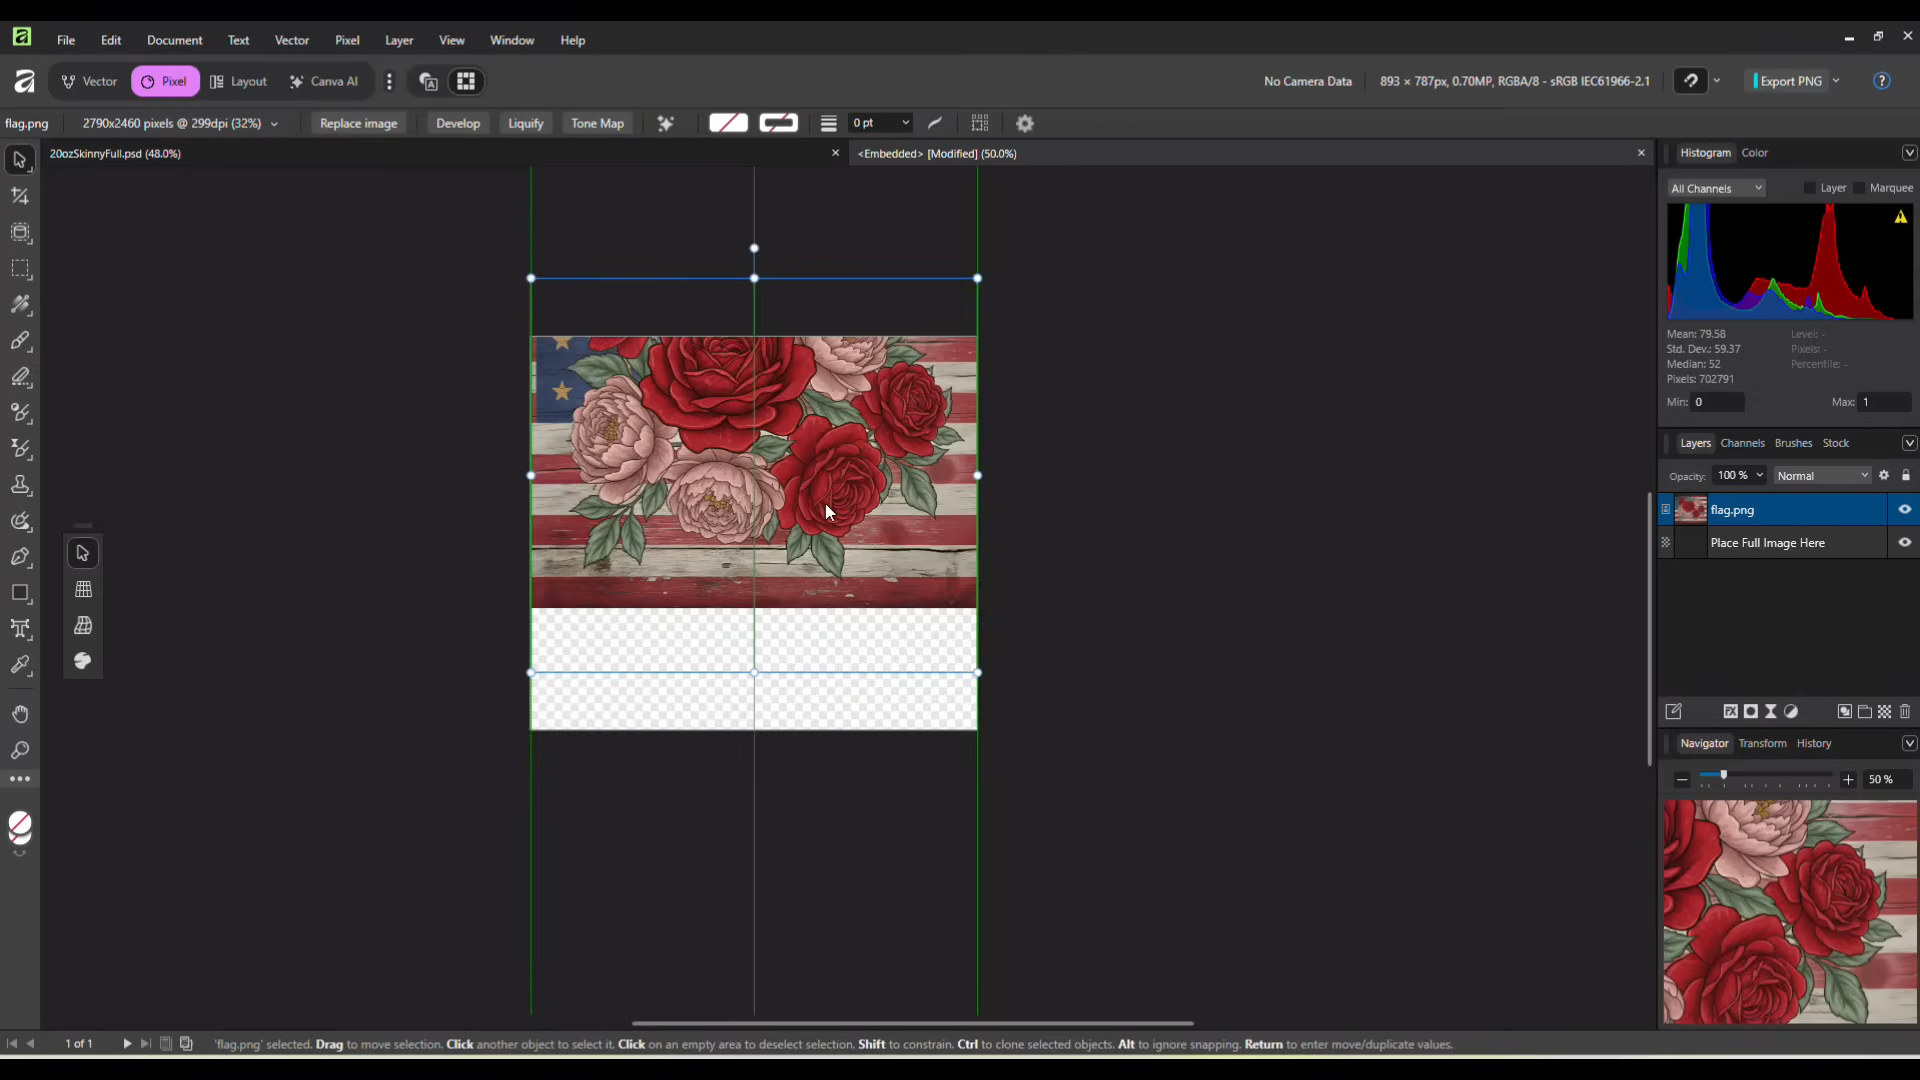 File Edit Document Text Vector Pixel Layer View Window Help
Vector Pixel Layout Canva AI No Camera Data 893 × 787px, 0.70MP, RGBA/8 - sRGB IEC61966-2.1 Export PNG
flag.png 2790x2460 pixels @ 299dpi (32%) Replace image Develop Liquify Tone Map 0 pt
20ozSkinnyFull.psd (48.0%) <Embedded> [Modified] (50.0%)
Histogram Color
All Channels Layer Marquee
Mean: 79.58 Level: -
Std. Dev.: 59.37 Pixels: -
Median: 52 Percentile: -
Pixels: 702791
Min: 0 Max: 1
Layers Channels Brushes Stock
Opacity: 100 % Normal
flag.png
Place Full Image Here
Navigator Transform History
50 %
1 of 1 'flag.png' selected. Drag to move selection. Click another object to select it. Click on an empty area to deselect selection. Shift to constrain. Ctrl to clone selected objects. Alt to ignore snapping. Return to enter move/duplicate values.